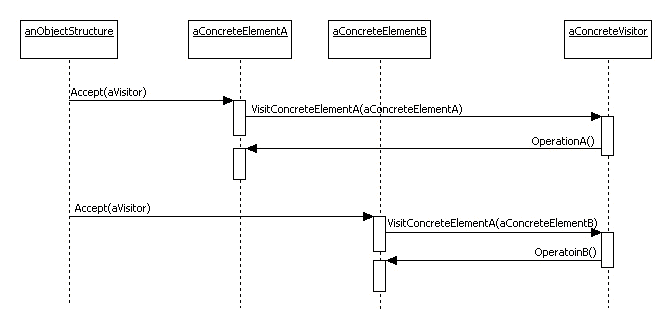 anObjectStructure
aConcreteElementA
aConcreteElementB
aConcreteVisitor
Accept(aVisitor)
VisitConcreteElementA(aConcreteElementA)
OperationA()
Accept(aVisitor)
VisitConcreteElementA(aConcreteElementB)
OperatoinB()